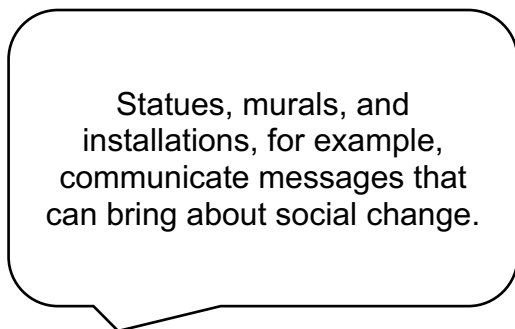 Statues, murals, and
installations, for example,
communicate messages that
can bring about social change.